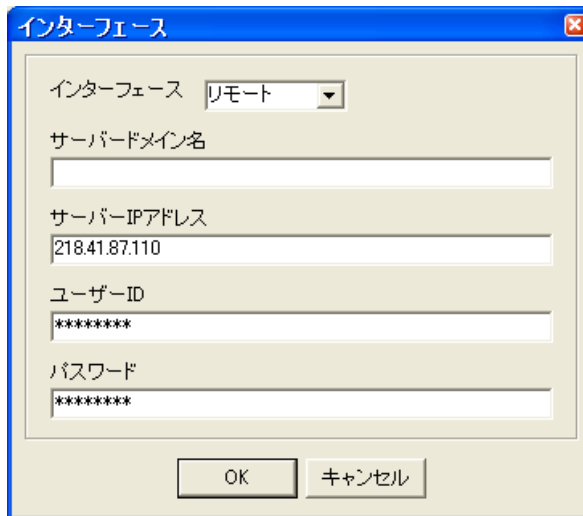 インターフェース
インターフェース リモート
サーバードメイン名
サーバーIPアドレス
218.41.87.110
ユーザーID
********
パスワード
********
OK キャンセル